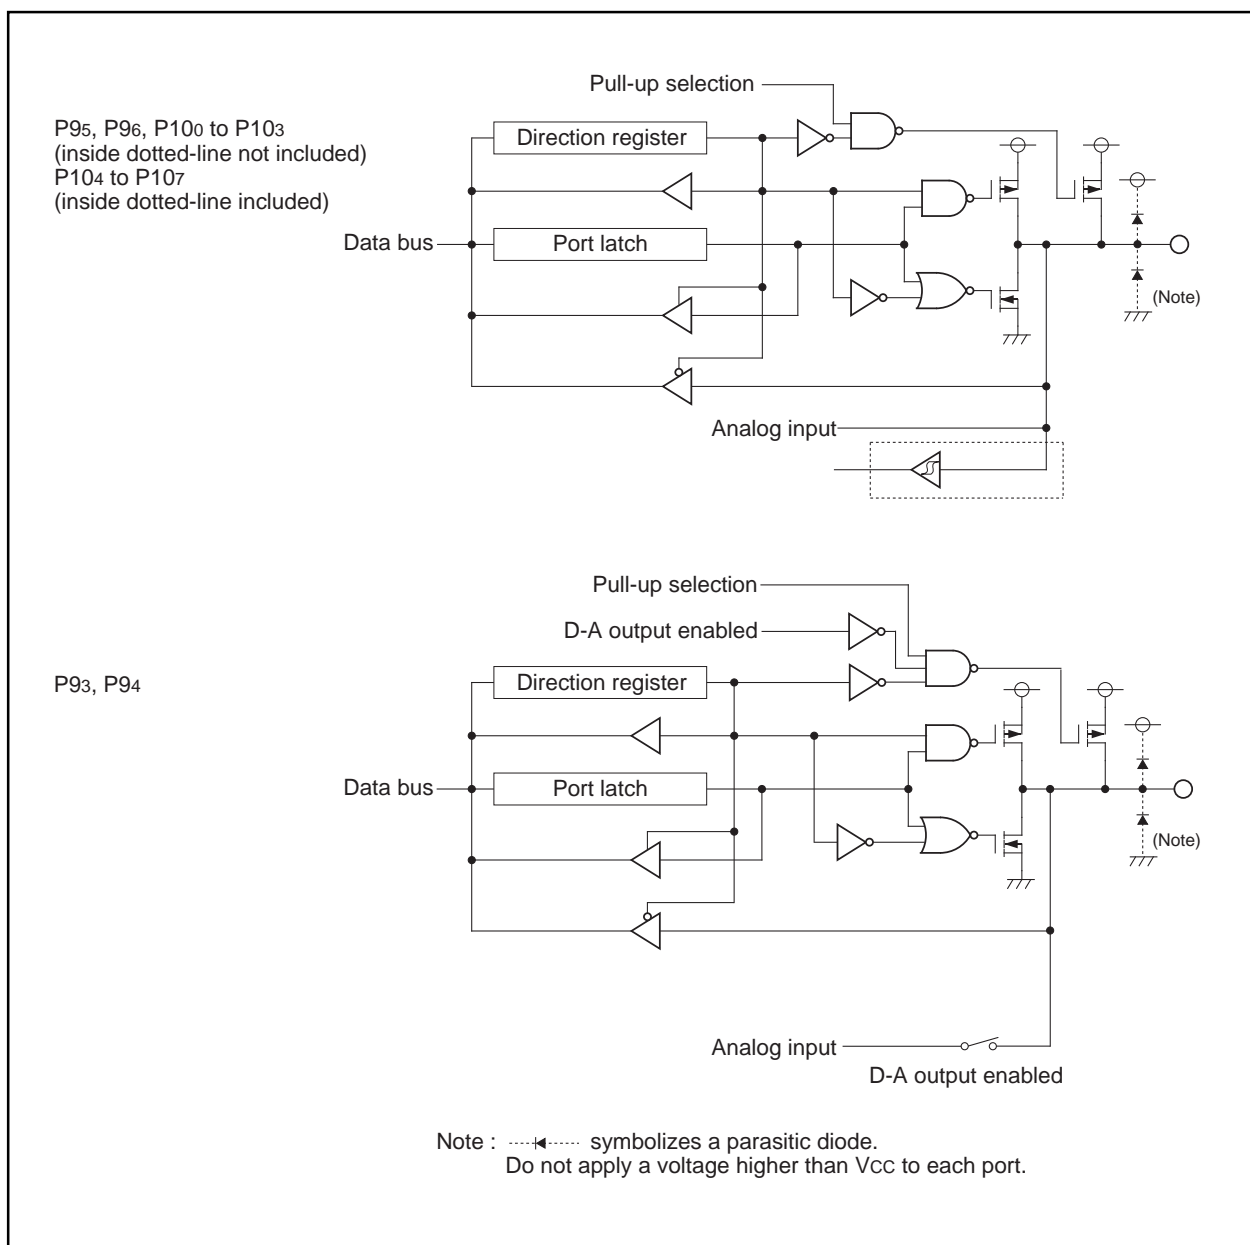 Pull-up selection
P95, P96, P100 to P103
(inside dotted-line not included)
P104 to P107
(inside dotted-line included)
Direction register
Data bus
Port latch
(Note)
Analog input
Pull-up selection
D-A output enabled
P93, P94
Direction register
Data bus
Port latch
(Note)
Analog input
D-A output enabled
Note : symbolizes a parasitic diode.
Do not apply a voltage higher than VCC to each port.